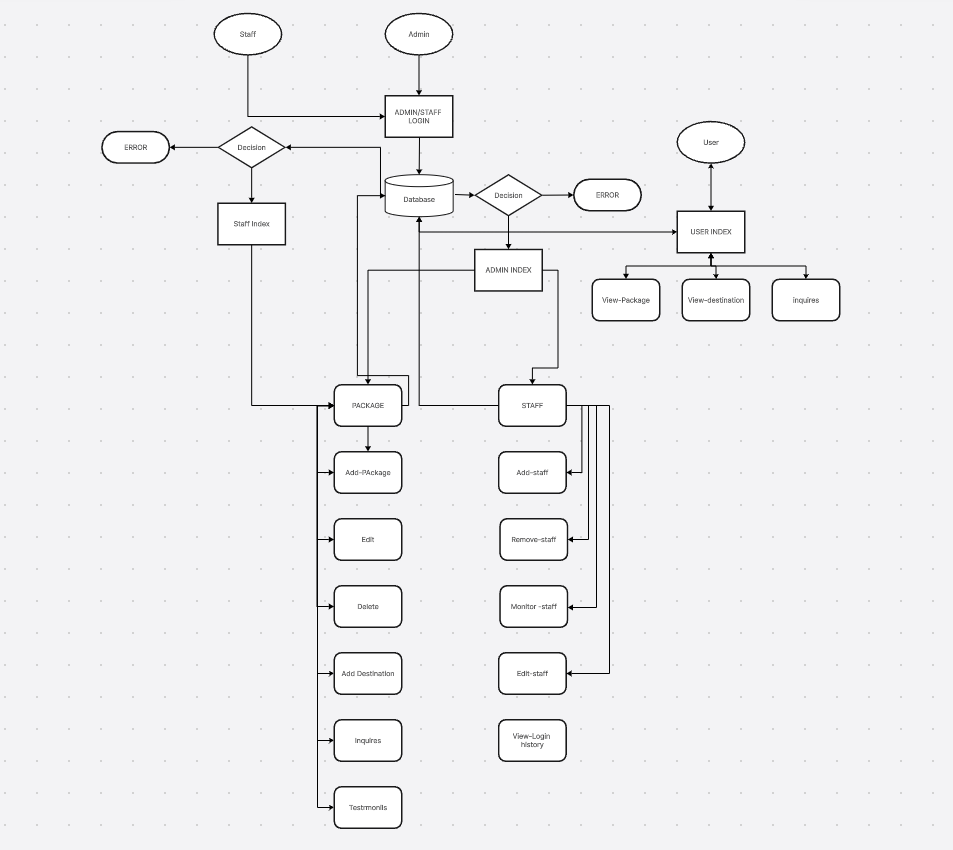 Staff
Admin
ADMIN/STAFF
LOGIN
User
ERROR
Decision
Database
Decision
ERROR
Staff Index
USER INDEX
ADMIN INDEX
View-Package
View-destination
inquires
PACKAGE
STAFF
Add-PAckage
Add-staff
Edit
Remove-staff
Delete
Monitor -staff
Add Destination
Edit-staff
Inquires
View-Login
history
Testrmonils